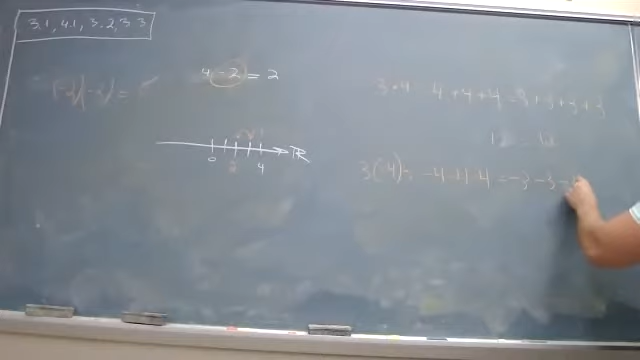 3.1, 4.1, 3.2, 3.3
4 - 2 = 2
3·4 4 + 4 + 4 = 3 + 3 + 3 + 3
12 = 12
0 4 ℝ
3(-4) = -4-4-4 = -3-3-3